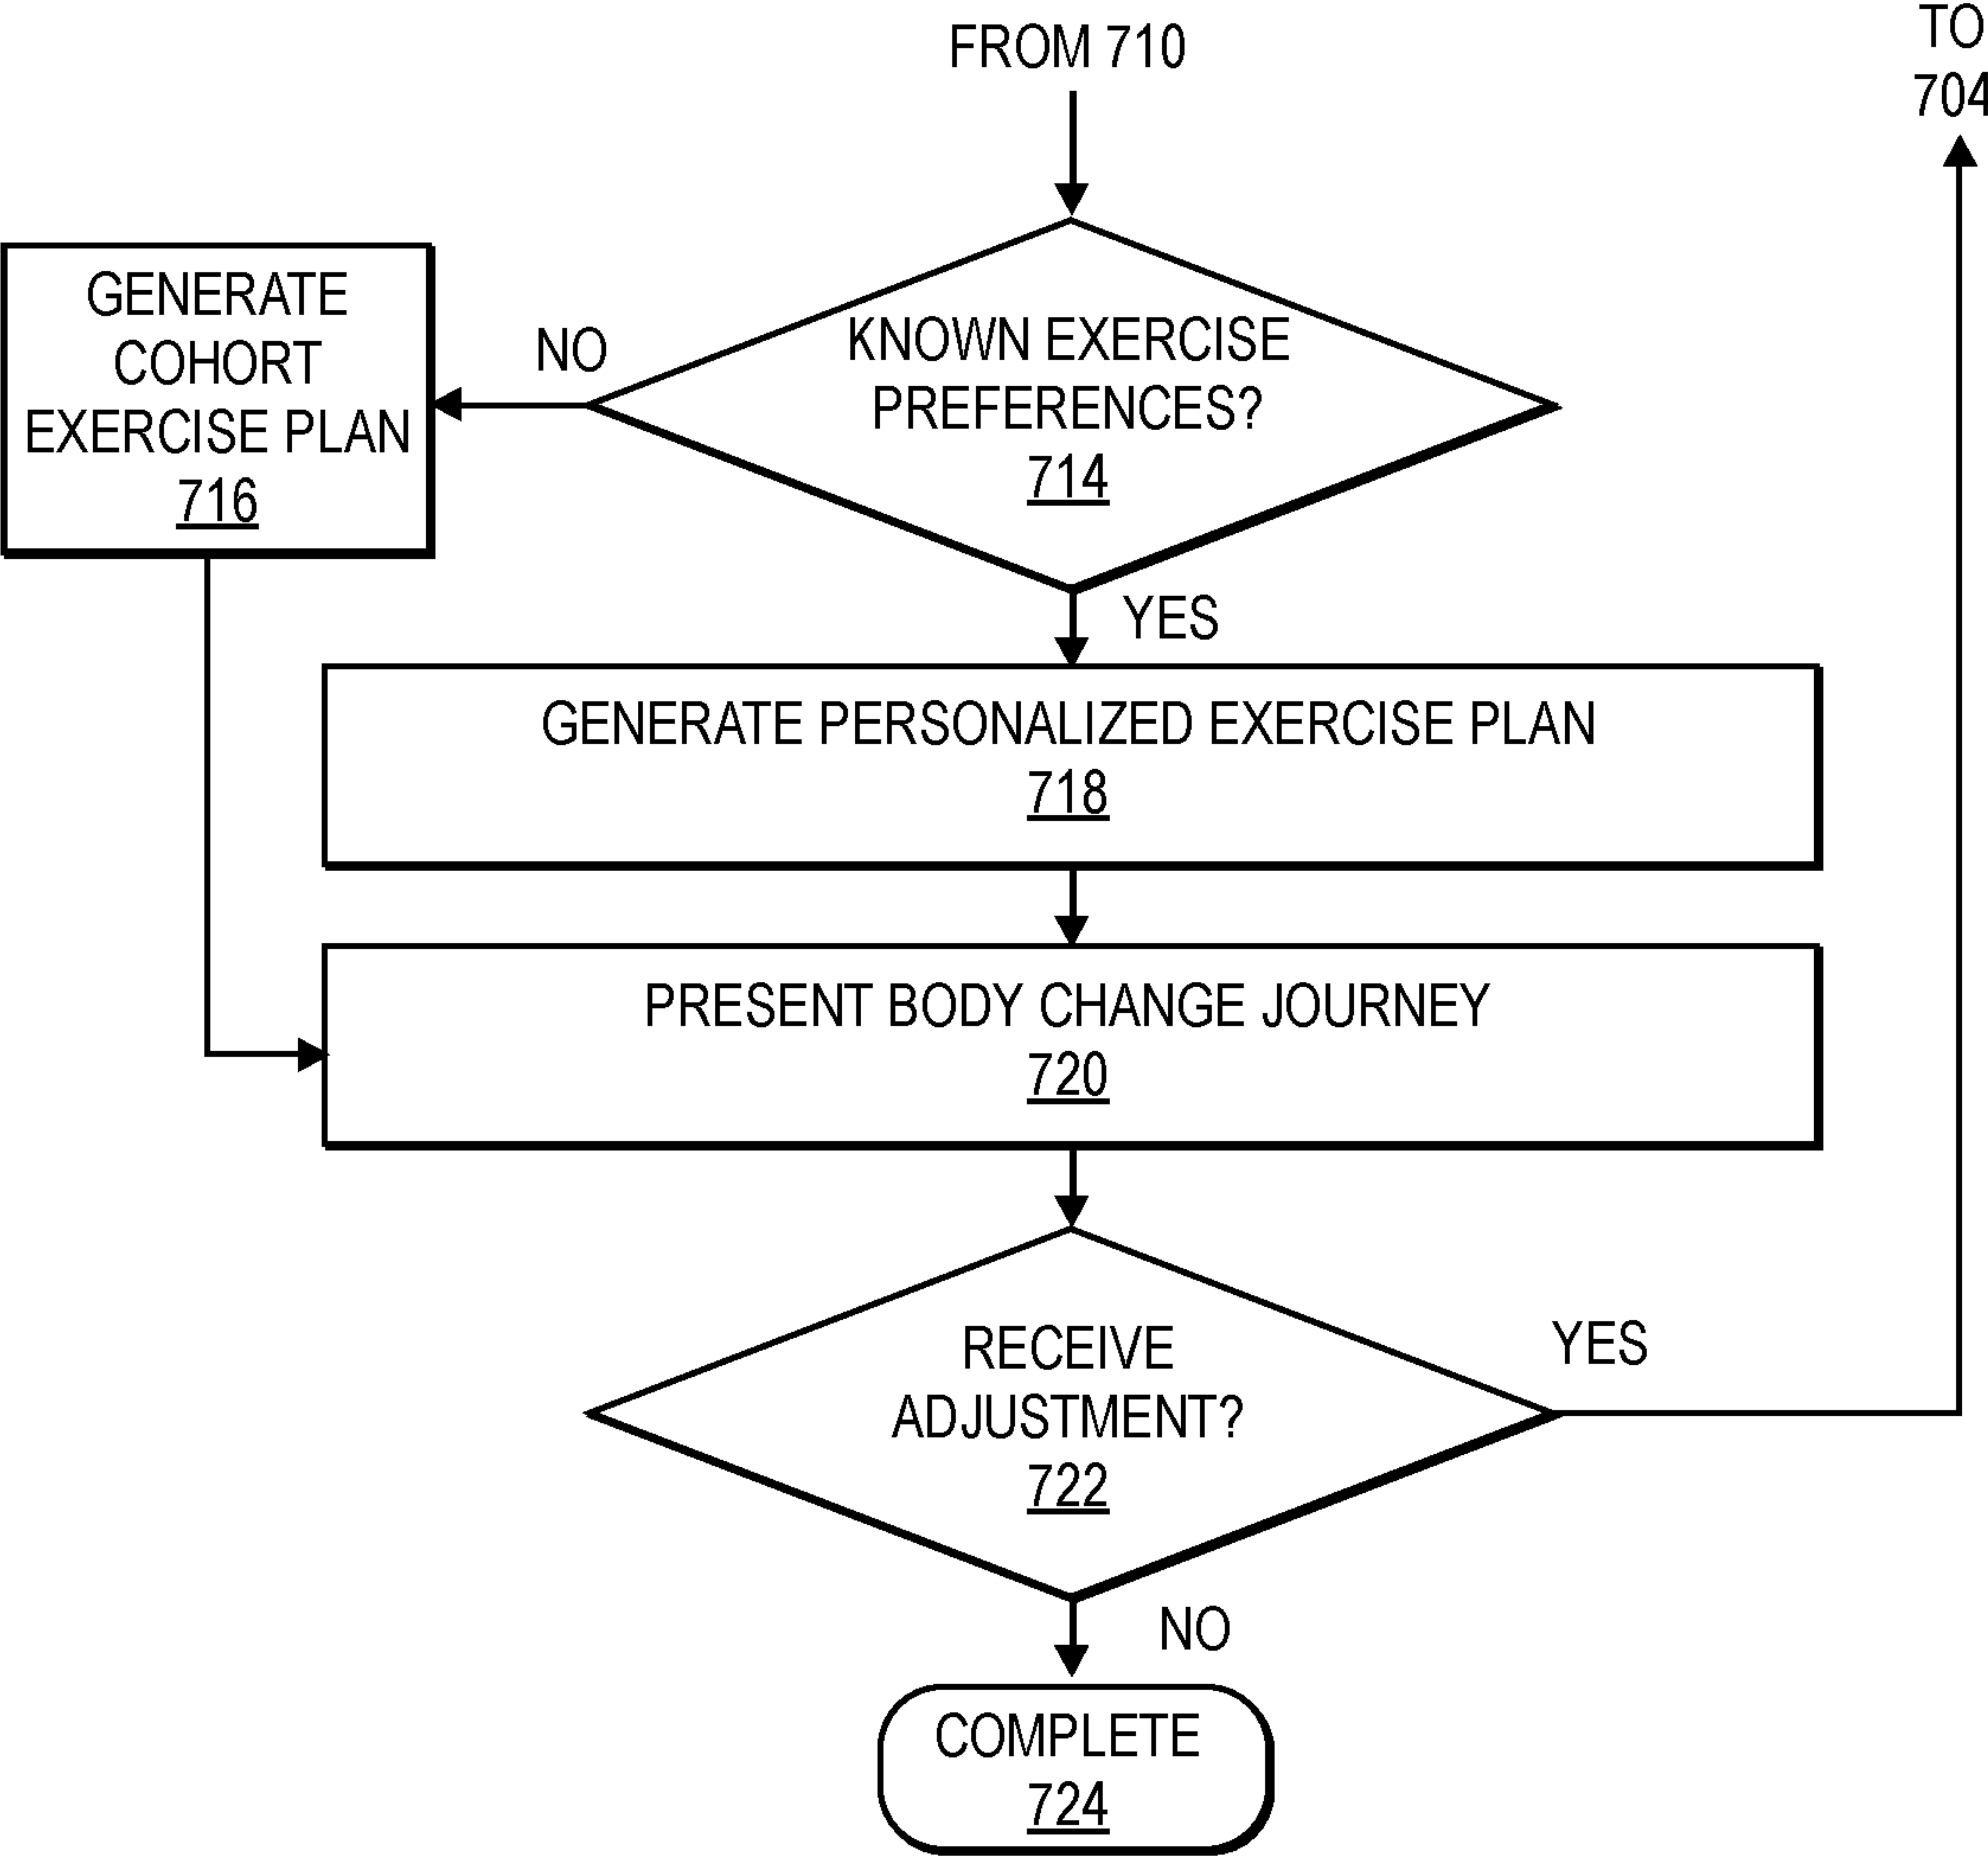 FROM 710
TO
704
GENERATE
COHORT
EXERCISE PLAN
716
NO
KNOWN EXERCISE
PREFERENCES?
714
YES
GENERATE PERSONALIZED EXERCISE PLAN
718
PRESENT BODY CHANGE JOURNEY
720
RECEIVE
ADJUSTMENT?
722
YES
NO
COMPLETE
724